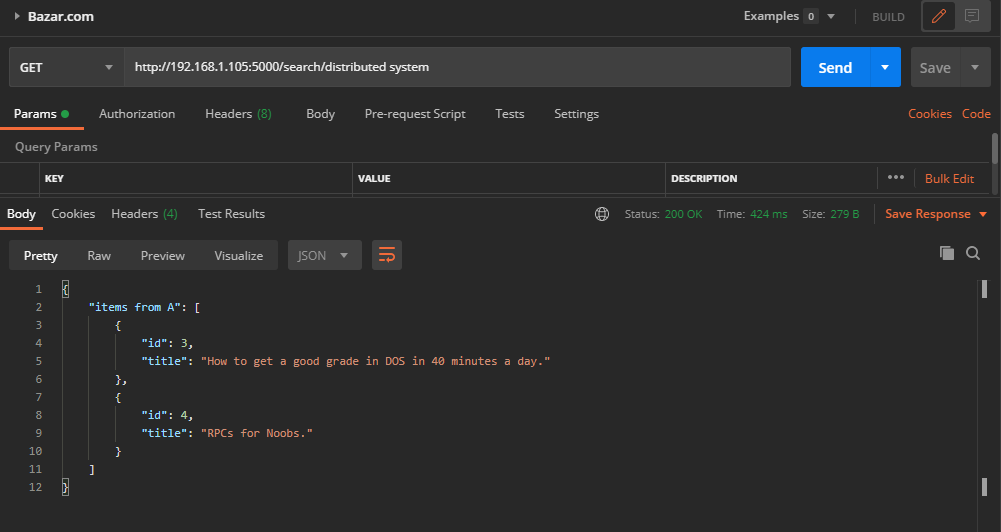 Bazar.com Examples 0 BUILD
GET http://192.168.1.105:5000/search/distributed system Send Save
Params Authorization Headers (8) Body Pre-request Script Tests Settings Cookies Code
Query Params
KEY VALUE DESCRIPTION ••• Bulk Edit
Body Cookies Headers (4) Test Results Status: 200 OK Time: 424 ms Size: 279 B Save Response
Pretty Raw Preview Visualize JSON
1 {
2 "items from A": [
3 {
4 "id": 3,
5 "title": "How to get a good grade in DOS in 40 minutes a day."
6 },
7 {
8 "id": 4,
9 "title": "RPCs for Noobs."
10 }
11 ]
12 }